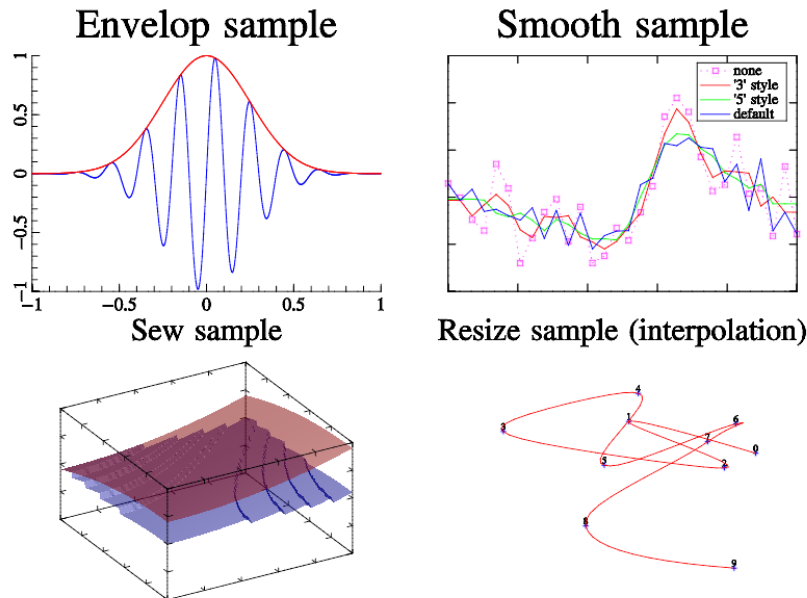 Envelop sample
1
0.5
0
−0.5
−1
−1 −0.5 0 0.5 1
Smooth sample
none
'3' style
'5' style
default
Sew sample
Resize sample (interpolation)
4
1
6
3
7
0
5
2
8
9